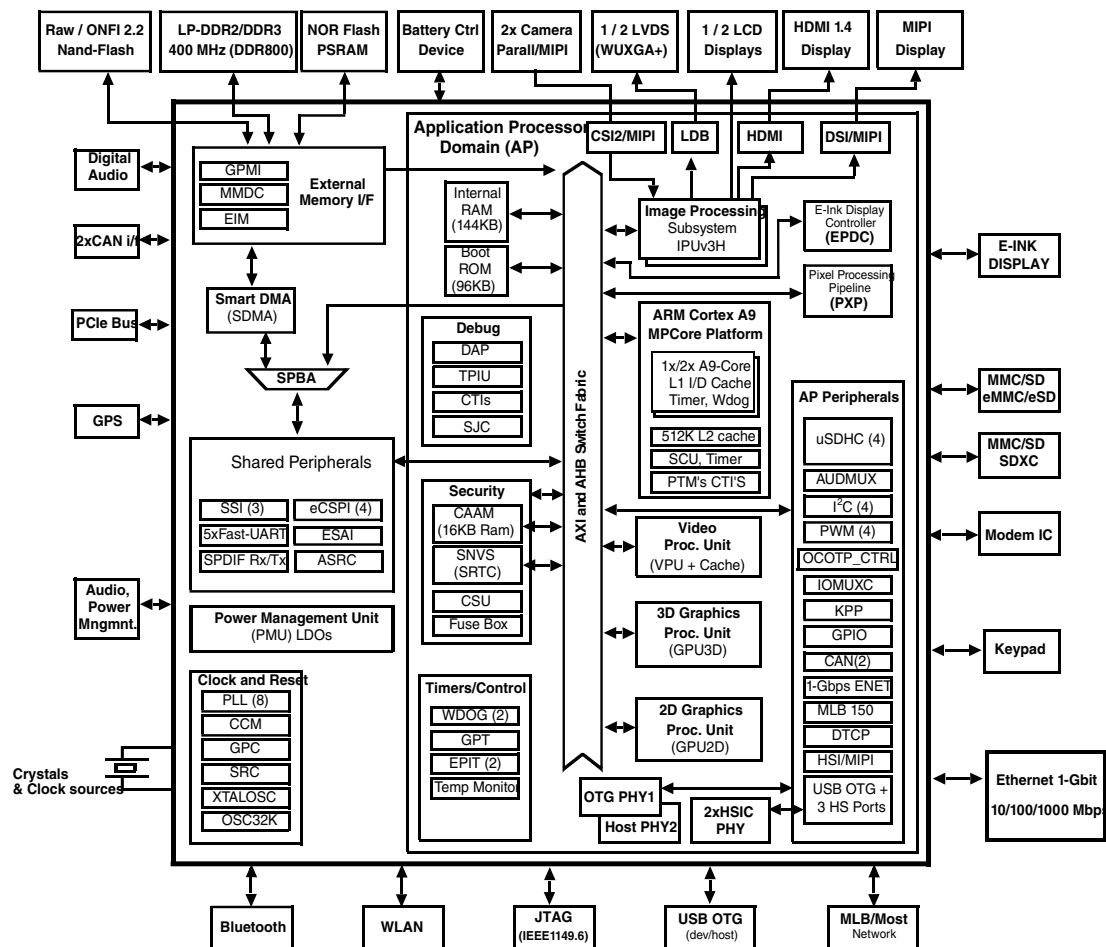 Raw / ONFI 2.2
Nand-Flash
LP-DDR2/DDR3
400 MHz (DDR800)
NOR Flash
PSRAM
Battery Ctrl
Device
2x Camera
Parall/MIPI
1 / 2 LVDS
(WUXGA+)
1 / 2 LCD
Displays
HDMI 1.4
Display
MIPI
Display
Digital
Audio
2xCAN i/f
PCIe Bus
GPS
Audio,
Power
Mngmnt.
Crystals
& Clock sources
GPMI
MMDC
EIM
External
Memory I/F
Smart DMA
(SDMA)
SPBA
Shared Peripherals
SSI (3)
eCSPI (4)
5xFast-UART
ESAI
SPDIF Rx/Tx
ASRC
Power Management Unit
(PMU) LDOs
Clock and Reset
PLL (8)
CCM
GPC
SRC
XTALOSC
OSC32K
Application Processor
Domain (AP)
CSI2/MIPI
LDB
HDMI
DSI/MIPI
Internal
RAM
(144KB)
Boot
ROM
(96KB)
Debug
DAP
TPIU
CTIs
SJC
Security
CAAM
(16KB Ram)
SNVS
(SRTC)
CSU
Fuse Box
Timers/Control
WDOG (2)
GPT
EPIT (2)
Temp Monitor
AXI and AHB Switch Fabric
Image Processing
Subsystem
IPUv3H
E-Ink Display
Controller
(EPDC)
Pixel Processing
Pipeline
(PXP)
ARM Cortex A9
MPCore Platform
1x/2x A9-Core
L1 I/D Cache
Timer, Wdog
512K L2 cache
SCU, Timer
PTM's CTI'S
Video
Proc. Unit
(VPU + Cache)
3D Graphics
Proc. Unit
(GPU3D)
2D Graphics
Proc. Unit
(GPU2D)
OTG PHY1
Host PHY2
2xHSIC
PHY
AP Peripherals
uSDHC (4)
AUDMUX
I2C (4)
PWM (4)
OCOTP_CTRL
IOMUXC
KPP
GPIO
CAN(2)
1-Gbps ENET
MLB 150
DTCP
HSI/MIPI
USB OTG +
3 HS Ports
E-INK
DISPLAY
MMC/SD
eMMC/eSD
MMC/SD
SDXC
Modem IC
Keypad
Ethernet 1-Gbit
10/100/1000 Mbps
Bluetooth
WLAN
JTAG
(IEEE1149.6)
USB OTG
(dev/host)
MLB/Most
Network